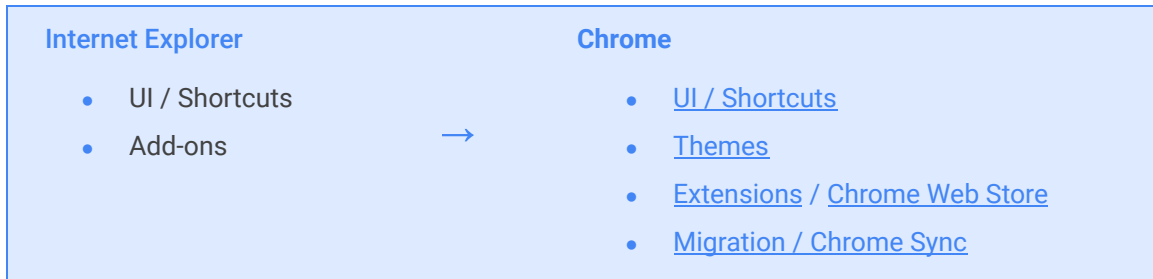 Internet Explorer
● UI / Shortcuts
● Add-ons
→
Chrome
● UI / Shortcuts
● Themes
● Extensions / Chrome Web Store
● Migration / Chrome Sync